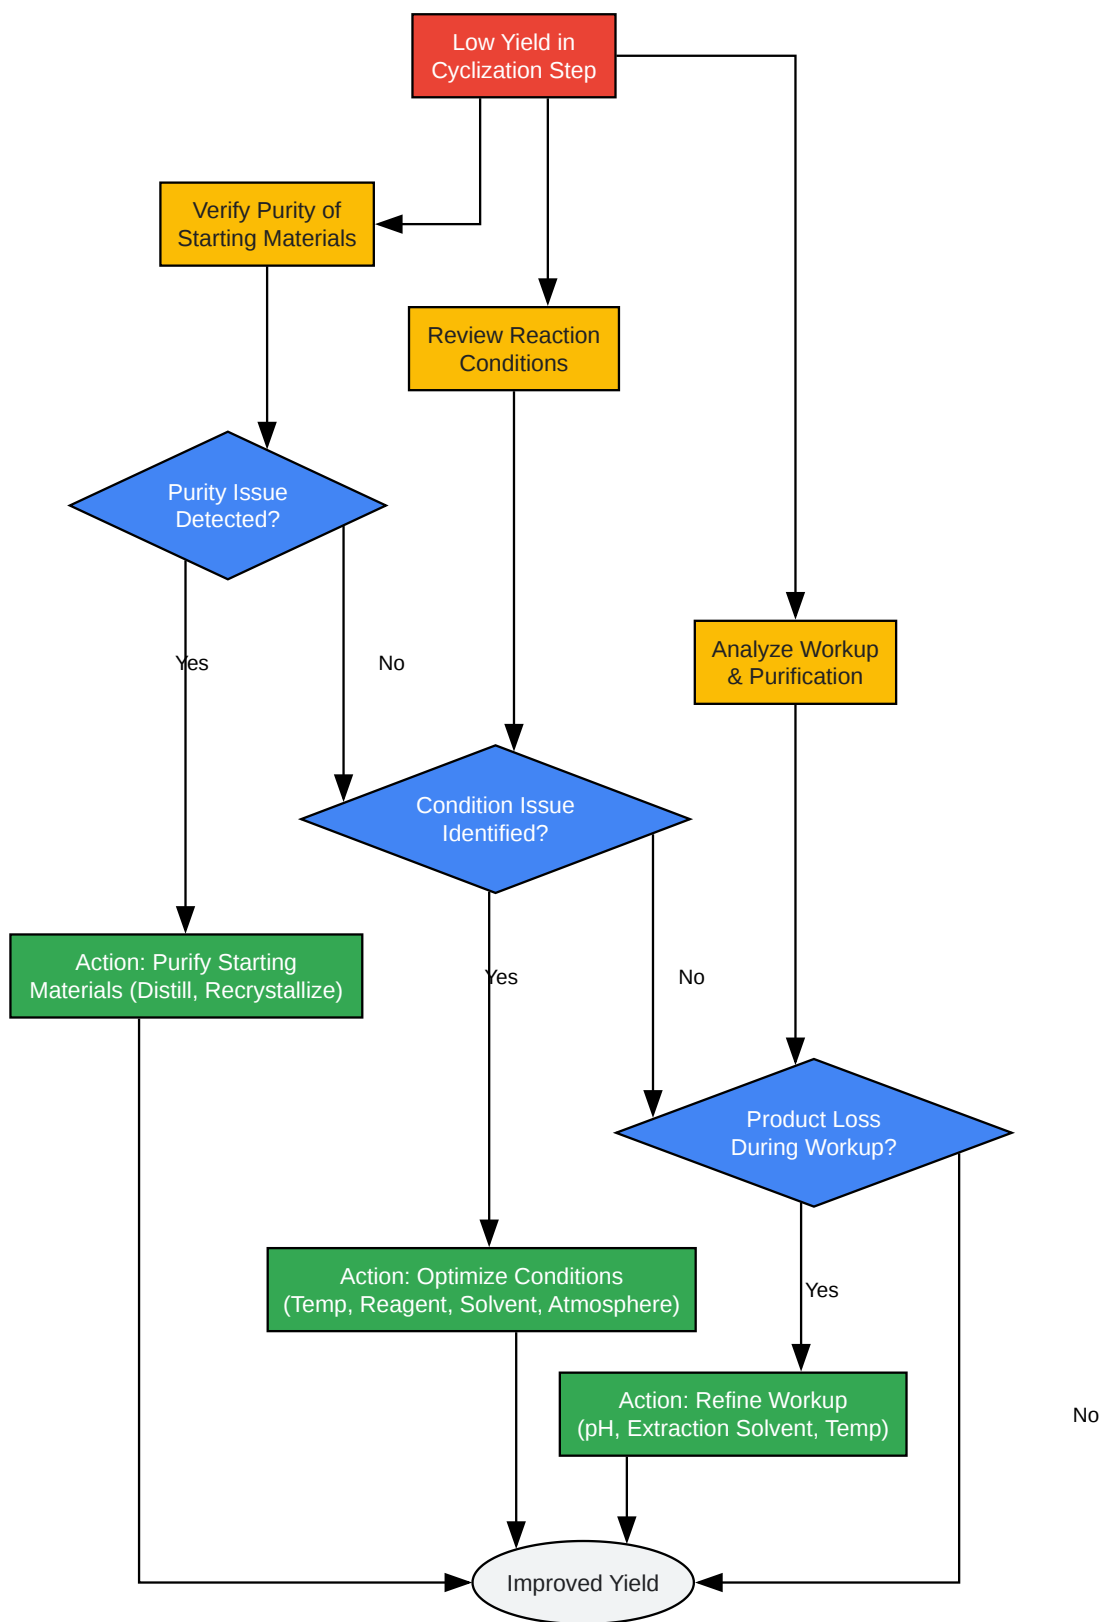 Low Yield in
Cyclization Step
Verify Purity of
Starting Materials
Review Reaction
Conditions
Purity Issue
Detected?
Analyze Workup
& Purification
Yes
No
Condition Issue
Identified?
Action: Purify Starting
Materials (Distill, Recrystallize)
Yes
No
Product Loss
During Workup?
Action: Optimize Conditions
(Temp, Reagent, Solvent, Atmosphere)
Yes
Action: Refine Workup
(pH, Extraction Solvent, Temp)
No
Improved Yield